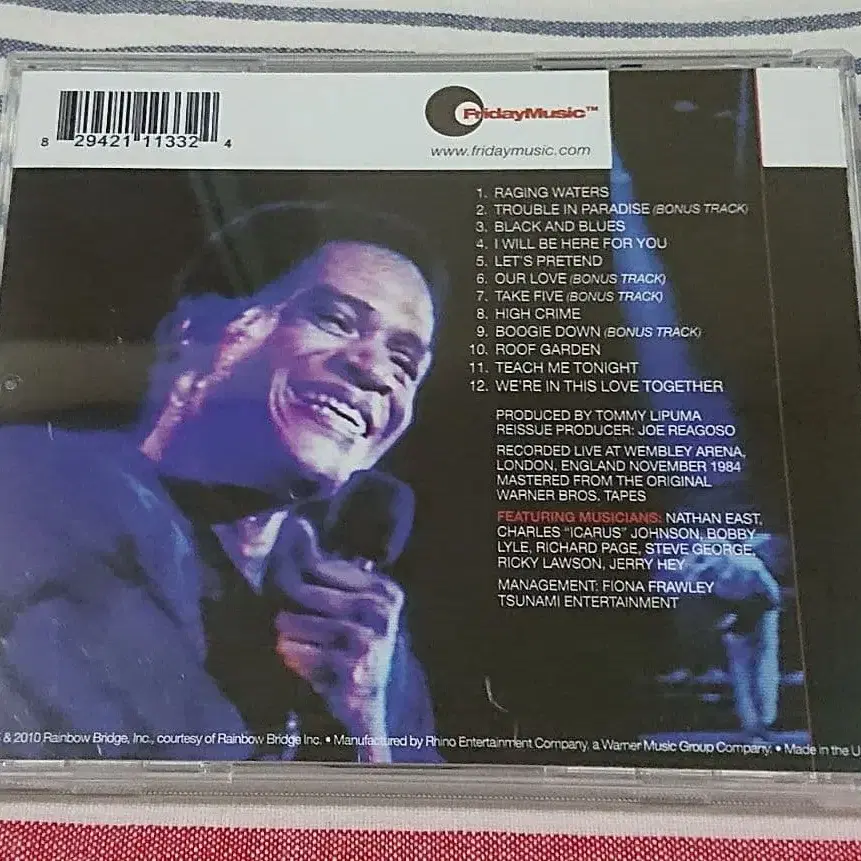 8 29421 11332 4
FridayMusic™
www.fridaymusic.com
1. RAGING WATERS
2. TROUBLE IN PARADISE (BONUS TRACK)
3. BLACK AND BLUES
4. I WILL BE HERE FOR YOU
5. LET'S PRETEND
6. OUR LOVE (BONUS TRACK)
7. TAKE FIVE (BONUS TRACK)
8. HIGH CRIME
9. BOOGIE DOWN (BONUS TRACK)
10. ROOF GARDEN
11. TEACH ME TONIGHT
12. WE'RE IN THIS LOVE TOGETHER
PRODUCED BY TOMMY LIPUMA
REISSUE PRODUCER: JOE REAGOSO
RECORDED LIVE AT WEMBLEY ARENA,
LONDON, ENGLAND NOVEMBER 1984
MASTERED FROM THE ORIGINAL
WARNER BROS. TAPES
FEATURING MUSICIANS: NATHAN EAST,
CHARLES "ICARUS" JOHNSON, BOBBY
LYLE, RICHARD PAGE, STEVE GEORGE,
RICKY LAWSON, JERRY HEY
MANAGEMENT: FIONA FRAWLEY
TSUNAMI ENTERTAINMENT
& 2010 Rainbow Bridge, Inc., courtesy of Rainbow Bridge Inc. • Manufactured by Rhino Entertainment Company, a Warner Music Group Company. • Made in the U